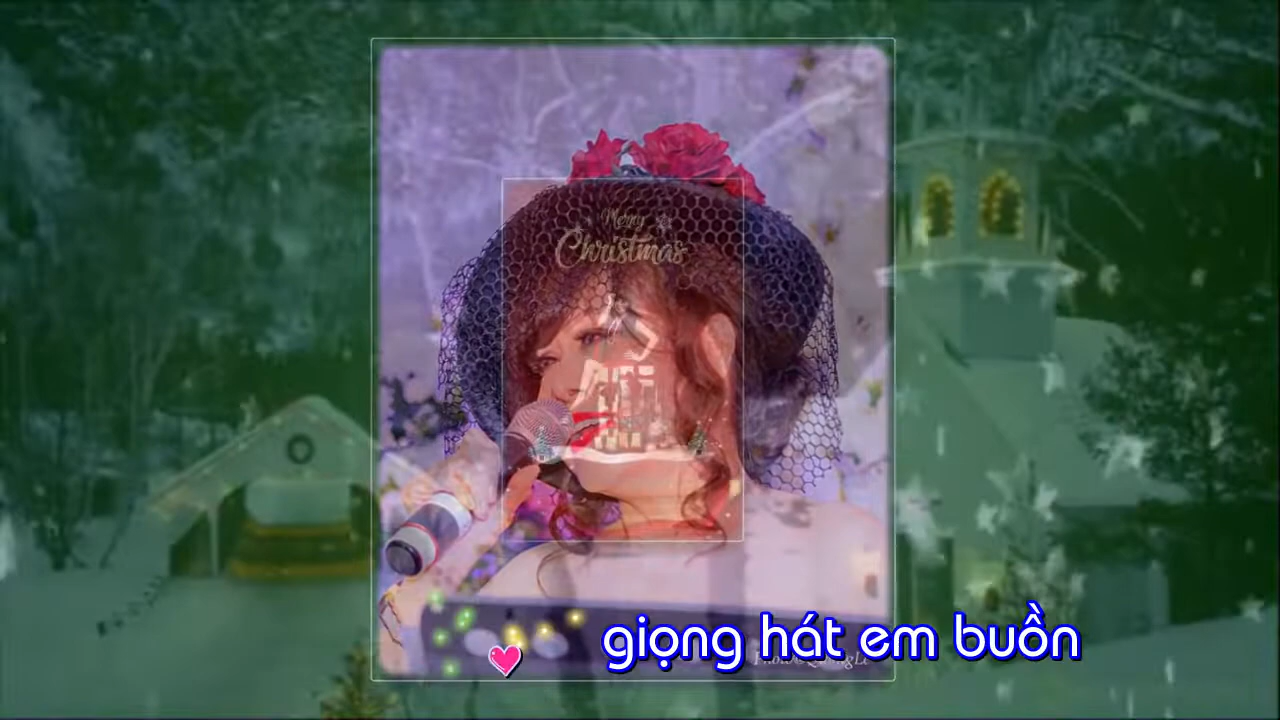 Merry
Christmas
giọng hát em buồn